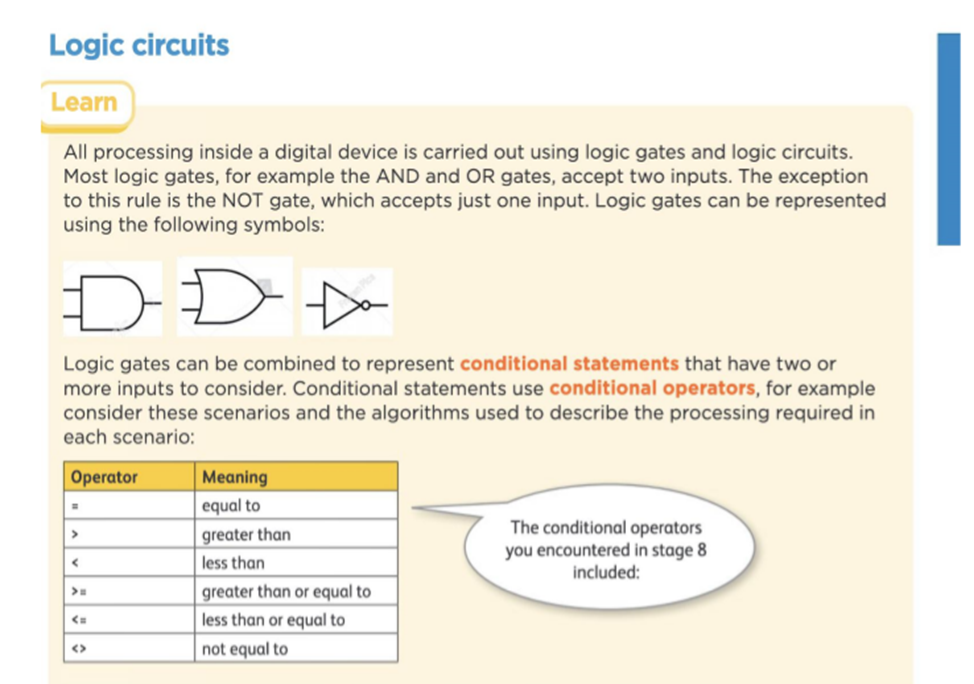 Logic circuits
Learn
All processing inside a digital device is carried out using logic gates and logic circuits.
Most logic gates, for example the AND and OR gates, accept two inputs. The exception
to this rule is the NOT gate, which accepts just one input. Logic gates can be represented
using the following symbols:
Logic gates can be combined to represent conditional statements that have two or
more inputs to consider. Conditional statements use conditional operators, for example
consider these scenarios and the algorithms used to describe the processing required in
each scenario:
Operator Meaning
= equal to
> greater than
< less than
>= greater than or equal to
<= less than or equal to
<> not equal to
The conditional operators
you encountered in stage 8
included: